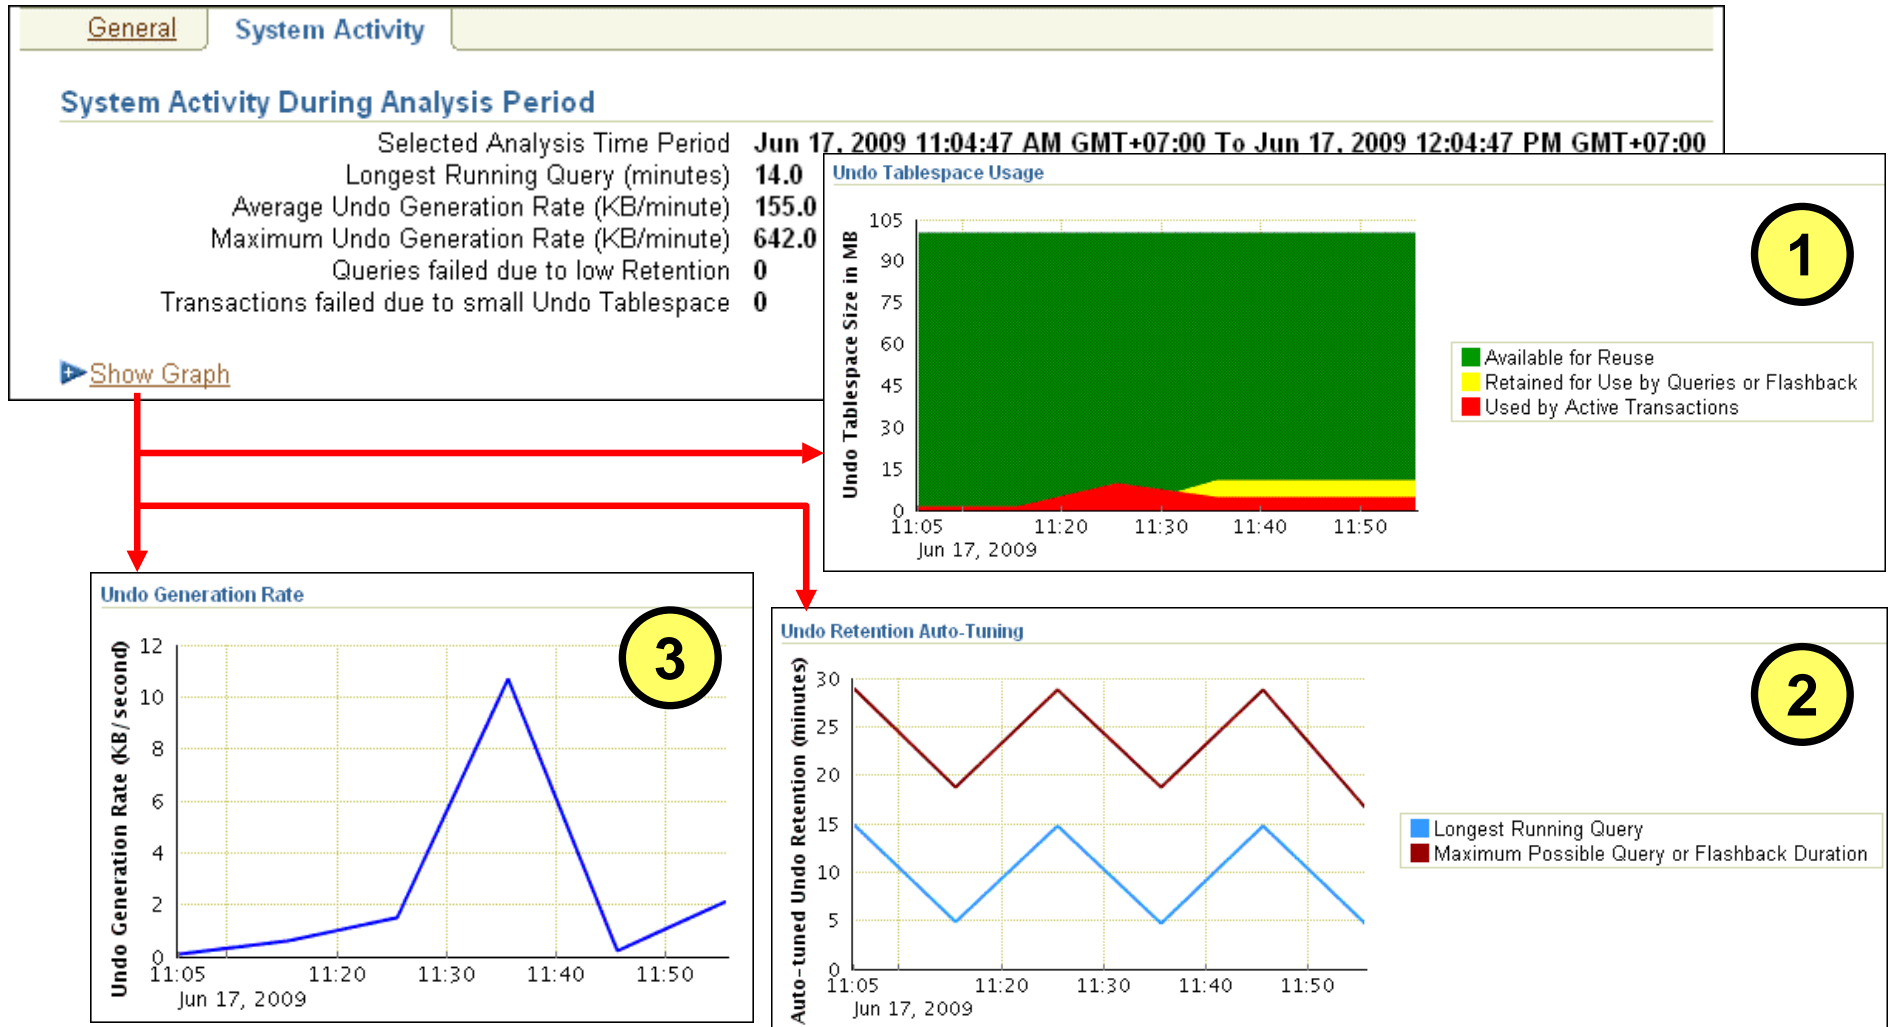 General
System Activity
System Activity During Analysis Period
Selected Analysis Time Period Jun 17, 2009 11:04:47 AM GMT+07:00 To Jun 17, 2009 12:04:47 PM GMT+07:00
Longest Running Query (minutes) 14.0
Average Undo Generation Rate (KB/minute) 155.0
Maximum Undo Generation Rate (KB/minute) 642.0
Queries failed due to low Retention 0
Transactions failed due to small Undo Tablespace 0
Show Graph
Undo Tablespace Usage
1
Undo Tablespace Size in MB
105
90
75
60
45
30
15
0
11:05 11:20 11:30 11:40 11:50
Jun 17, 2009
Available for Reuse
Retained for Use by Queries or Flashback
Used by Active Transactions
Undo Generation Rate
3
Undo Generation Rate (KB/second)
12
10
8
6
4
2
0
11:05 11:20 11:30 11:40 11:50
Jun 17, 2009
Undo Retention Auto-Tuning
2
Auto-tuned Undo Retention (minutes)
30
25
20
15
10
5
0
11:05 11:20 11:30 11:40 11:50
Jun 17, 2009
Longest Running Query
Maximum Possible Query or Flashback Duration